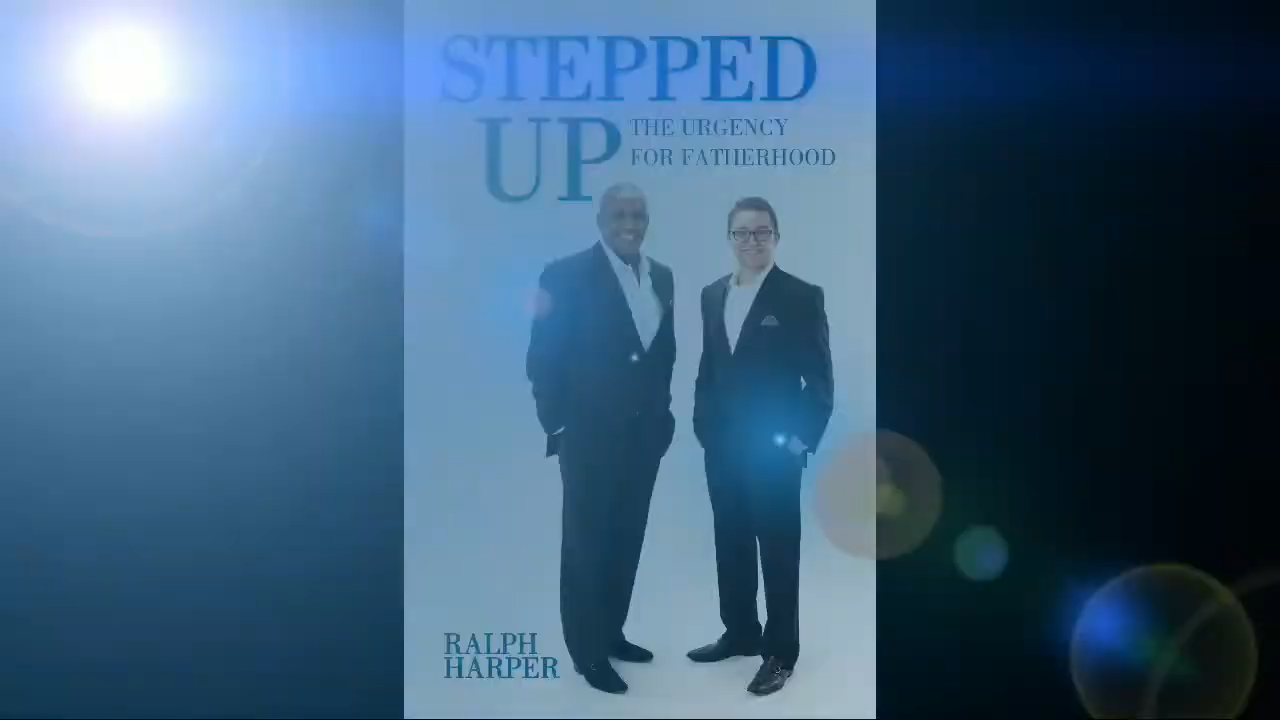 STEPPED
UP
THE URGENCY
FOR FATHERHOOD
RALPH
HARPER